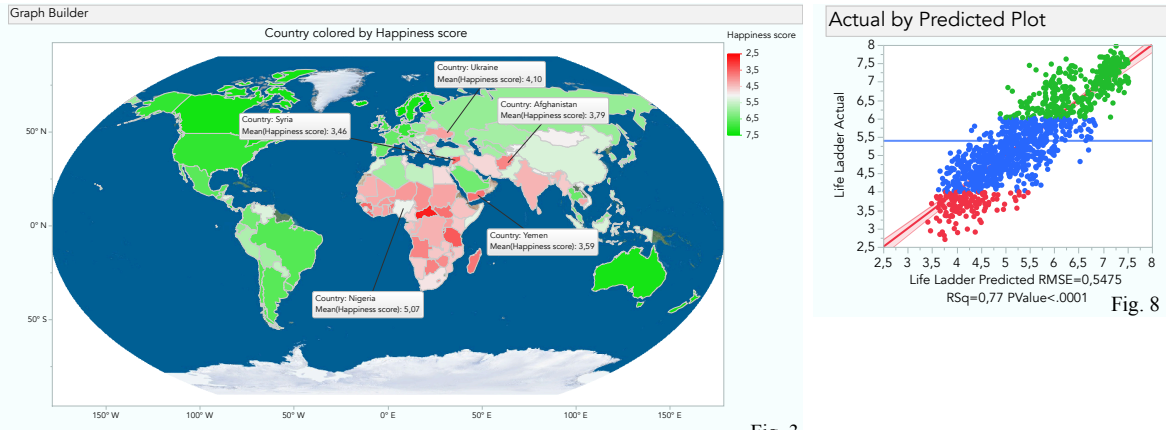 Graph Builder
Country colored by Happiness score
Happiness score
2,5
3,5
4,5
5,5
6,5
7,5
Country: Ukraine
Mean(Happiness score): 4,10
Country: Afghanistan
Mean(Happiness score): 3,79
Country: Syria
Mean(Happiness score): 3,46
Country: Yemen
Mean(Happiness score): 3,59
Country: Nigeria
Mean(Happiness score): 5,07
50° N
0° N
50° S
150° W
100° W
50° W
0° E
50° E
100° E
150° E
Actual by Predicted Plot
Life Ladder Actual
8
7,5
7
6,5
6
5,5
5
4,5
4
3,5
3
2,5
2,5 3 3,5 4 4,5 5 5,5 6 6,5 7 7,5 8
Life Ladder Predicted RMSE=0,5475
RSq=0,77 PValue<.0001
Fig. 8